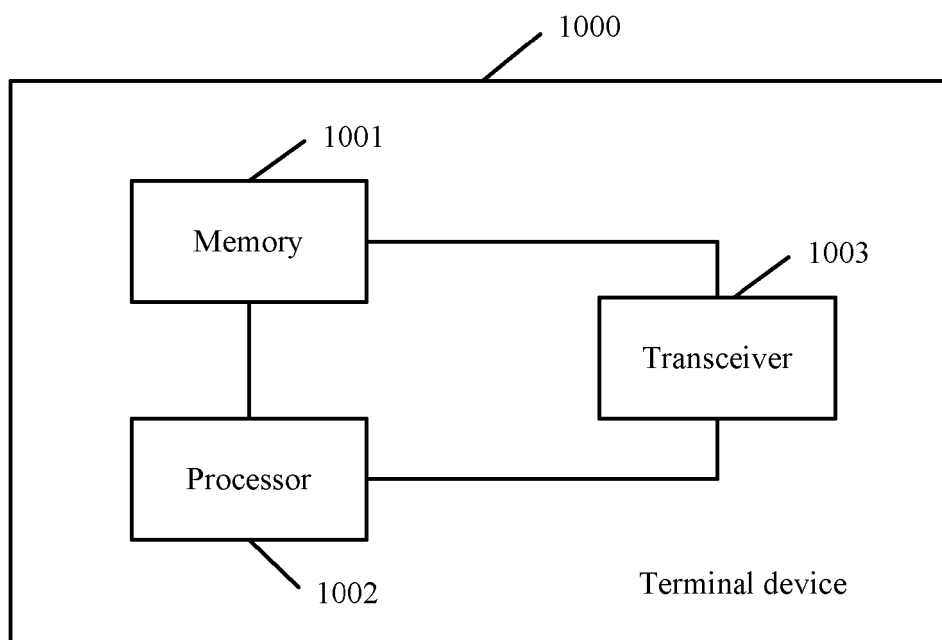 1000
1001
Memory
1003
Transceiver
Processor
1002
Terminal device